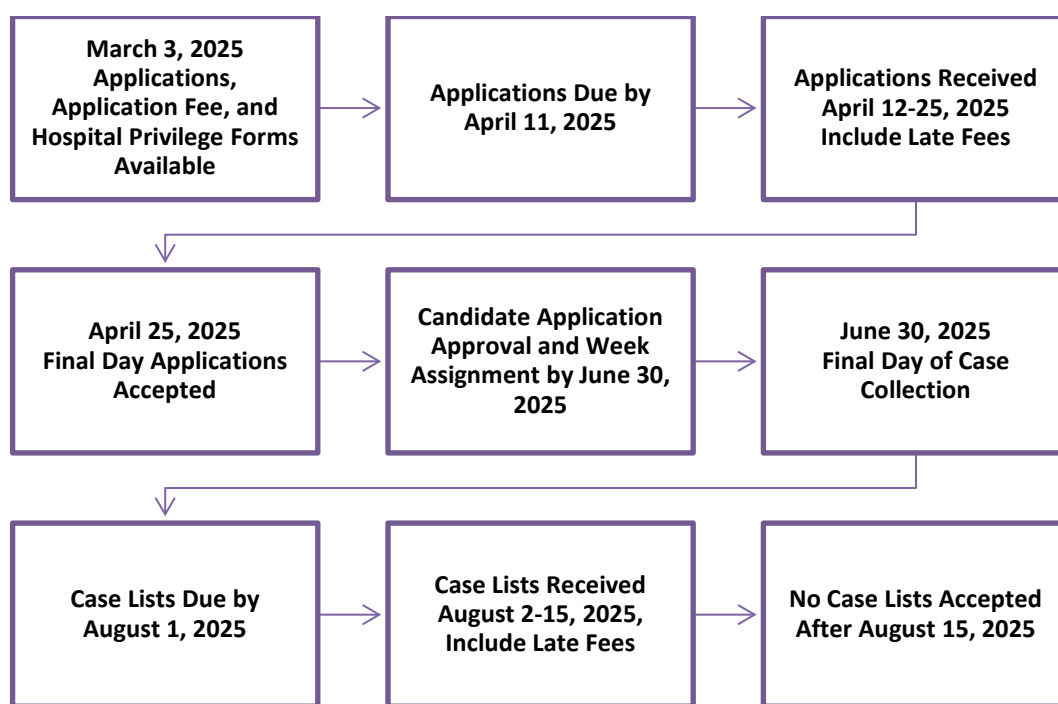 March 3, 2025
Applications,
Application Fee, and
Hospital Privilege Forms
Available
Applications Due by
April 11, 2025
Applications Received
April 12-25, 2025
Include Late Fees
April 25, 2025
Final Day Applications
Accepted
Candidate Application
Approval and Week
Assignment by June 30,
2025
June 30, 2025
Final Day of Case
Collection
Case Lists Due by
August 1, 2025
Case Lists Received
August 2-15, 2025,
Include Late Fees
No Case Lists Accepted
After August 15, 2025